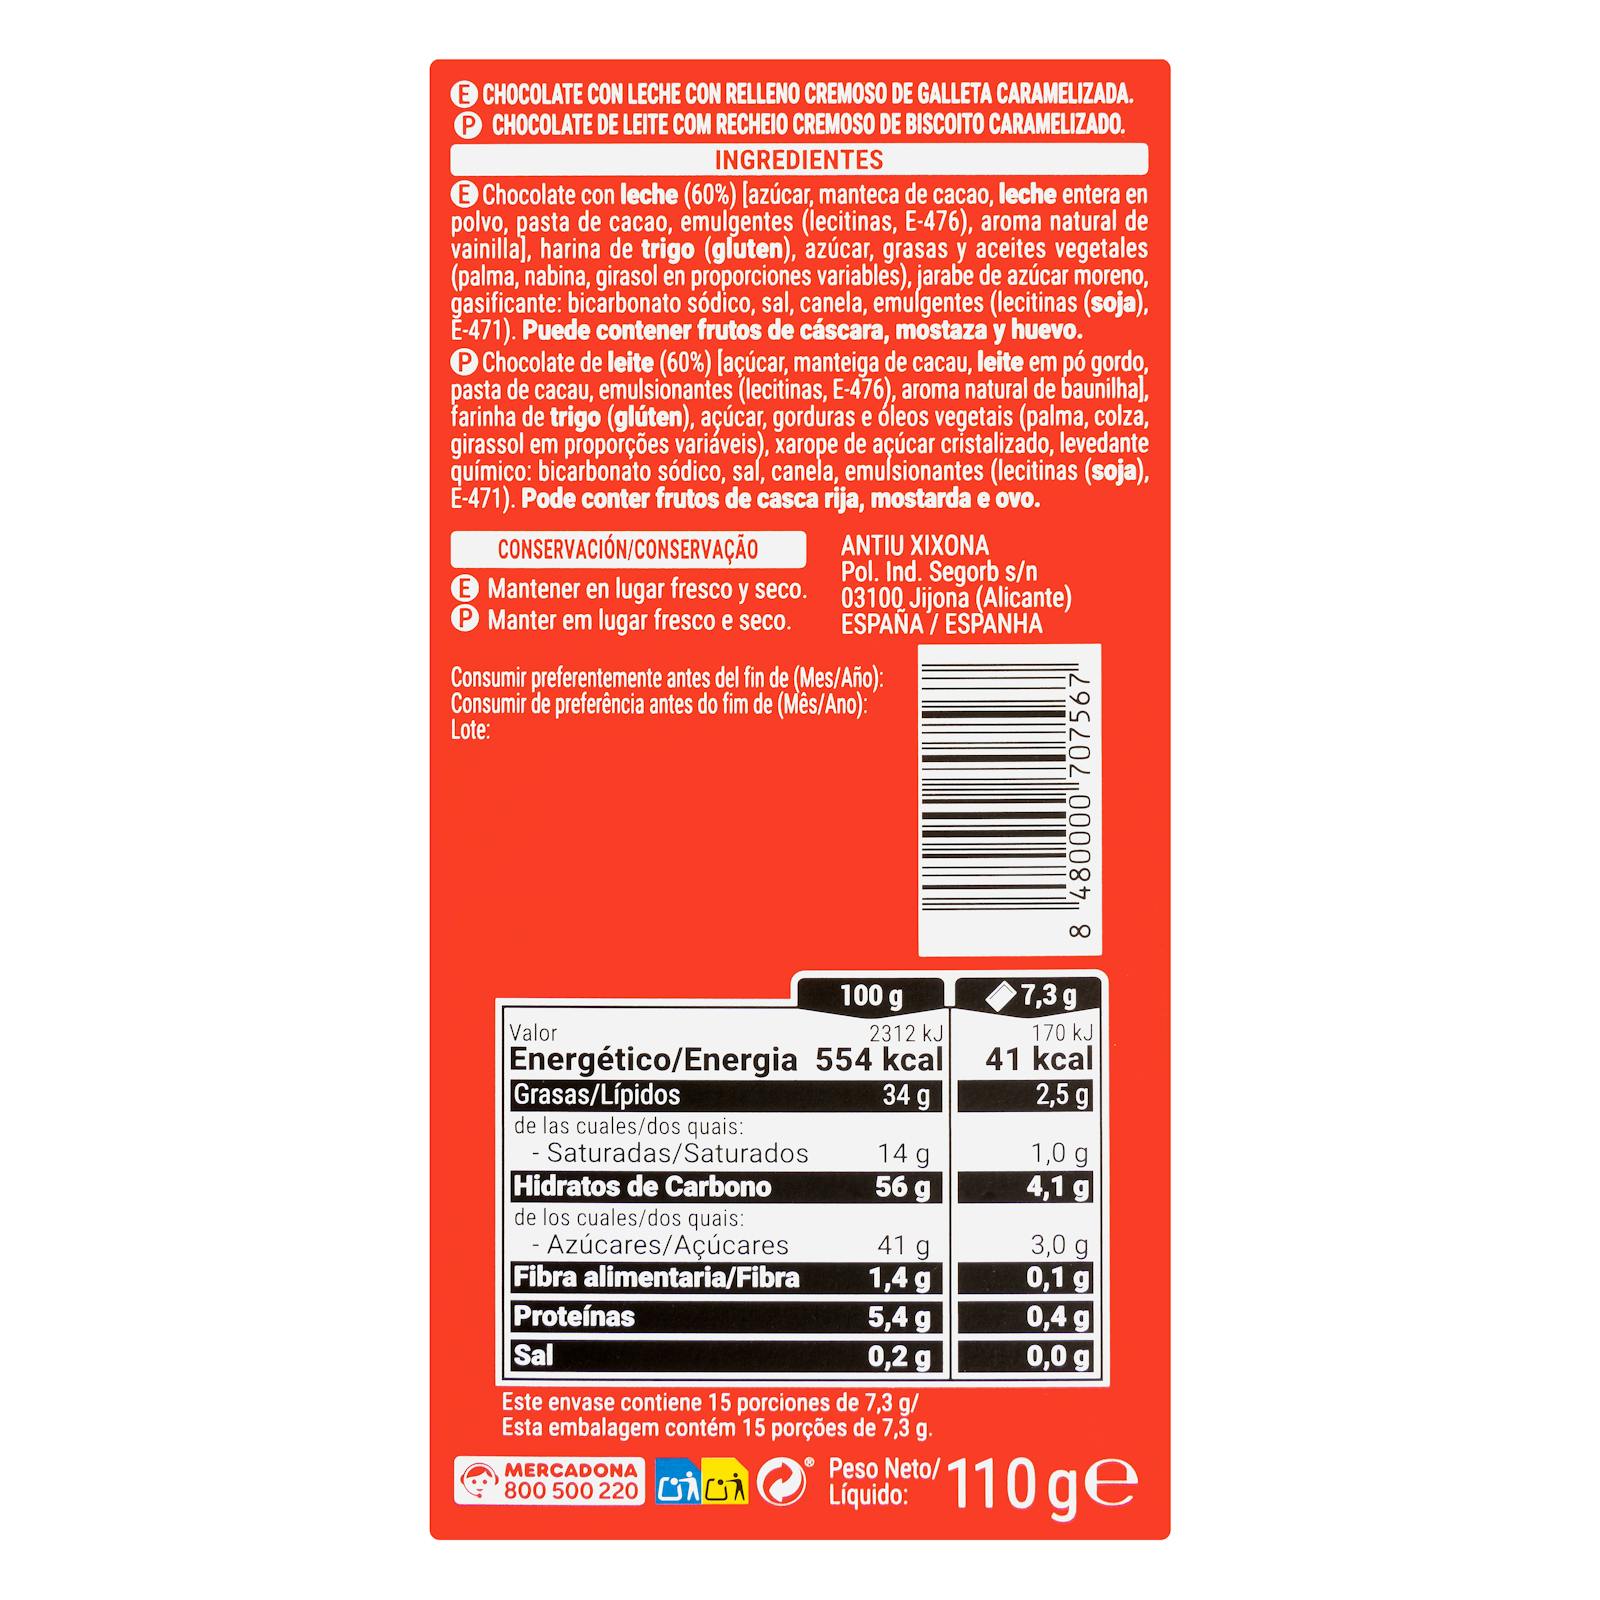 E CHOCOLATE CON LECHE CON RELLENO CREMOSO DE GALLETA CARAMELIZADA.
P CHOCOLATE DE LEITE COM RECHEIO CREMOSO DE BISCOITO CARAMELIZADO.
INGREDIENTES
E Chocolate con leche (60%) [azúcar, manteca de cacao, leche entera en
polvo, pasta de cacao, emulgentes (lecitinas, E-476), aroma natural de
vainilla], harina de trigo (gluten), azúcar, grasas y aceites vegetales
(palma, nabina, girasol en proporciones variables), jarabe de azúcar moreno,
gasificante: bicarbonato sódico, sal, canela, emulgentes (lecitinas (soja),
E-471). Puede contener frutos de cáscara, mostaza y huevo.
P Chocolate de leite (60%) [açúcar, manteiga de cacau, leite em pó gordo,
pasta de cacau, emulsionantes (lecitinas, E-476), aroma natural de baunilha],
farinha de trigo (glúten), açúcar, gorduras e óleos vegetais (palma, colza,
girassol em proporções variáveis), xarope de açúcar cristalizado, levedante
químico: bicarbonato sódico, sal, canela, emulsionantes (lecitinas (soja),
E-471). Pode conter frutos de casca rija, mostarda e ovo.
CONSERVACIÓN/CONSERVAÇÃO
E Mantener en lugar fresco y seco.
P Manter em lugar fresco e seco.
ANTIU XIXONA
Pol. Ind. Segorb s/n
03100 Jijona (Alicante)
ESPAÑA / ESPANHA
Consumir preferentemente antes del fin de (Mes/Año):
Consumir de preferência antes do fim de (Mês/Ano):
Lote:
8 480000 707567
100 g 7,3 g
Valor 2312 kJ 170 kJ
Energético/Energia 554 kcal 41 kcal
Grasas/Lípidos 34 g 2,5 g
de las cuales/dos quais:
- Saturadas/Saturados 14 g 1,0 g
Hidratos de Carbono 56 g 4,1 g
de los cuales/dos quais:
- Azúcares/Açúcares 41 g 3,0 g
Fibra alimentaria/Fibra 1,4 g 0,1 g
Proteínas 5,4 g 0,4 g
Sal 0,2 g 0,0 g
Este envase contiene 15 porciones de 7,3 g/
Esta embalagem contém 15 porções de 7,3 g.
MERCADONA
800 500 220
®
Peso Neto/
Líquido:
110 g e